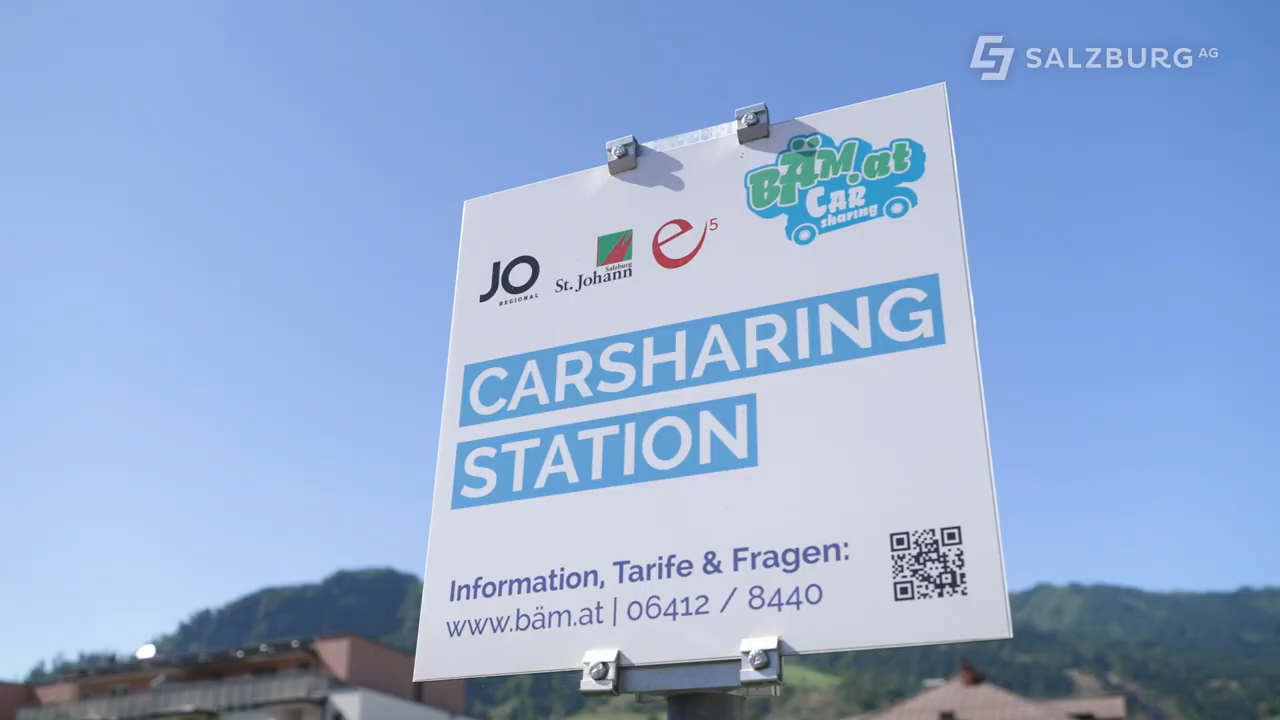 SALZBURG AG
BÄM.at
CAR
sharing
JO
REGIONAL
Salzburg
St. Johann
e5
CARSHARING
STATION
Information, Tarife & Fragen:
www.bäm.at | 06412 / 8440